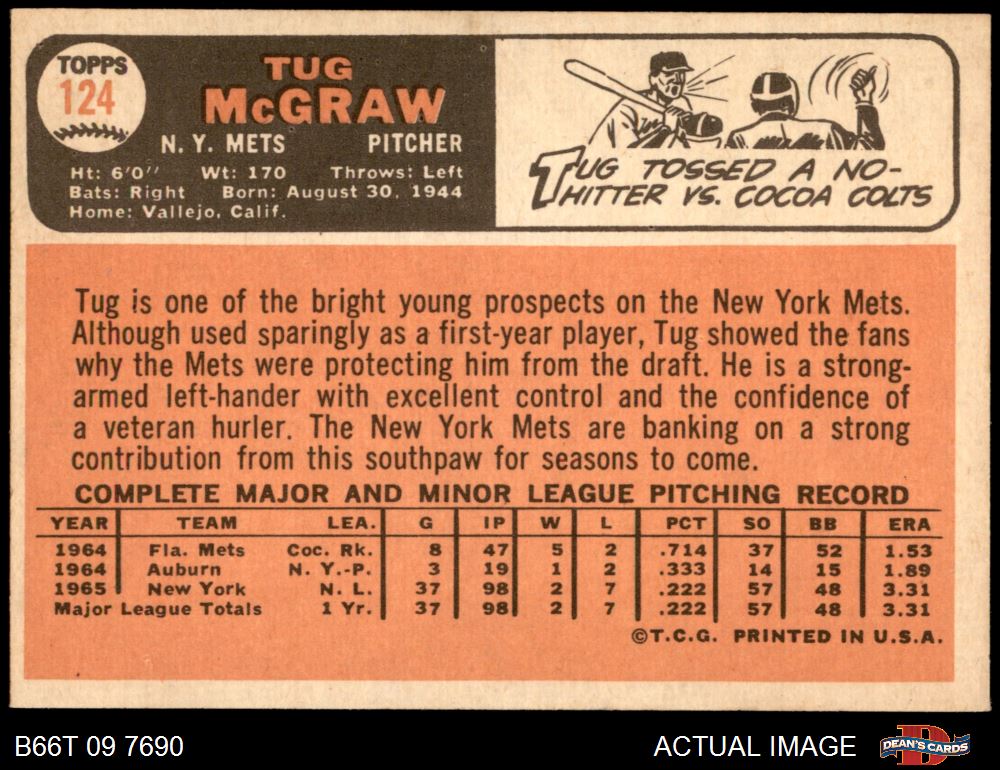 TOPPS
124
TUG
McGRAW
N. Y. METS PITCHER
Ht: 6'0" Wt: 170 Throws: Left
Bats: Right Born: August 30, 1944
Home: Vallejo, Calif.
TUG TOSSED A NO-
HITTER VS. COCOA COLTS
Tug is one of the bright young prospects on the New York Mets.
Although used sparingly as a first-year player, Tug showed the fans
why the Mets were protecting him from the draft. He is a strong-
armed left-hander with excellent control and the confidence of
a veteran hurler. The New York Mets are banking on a strong
contribution from this southpaw for seasons to come.
COMPLETE MAJOR AND MINOR LEAGUE PITCHING RECORD
YEAR TEAM LEA. G IP W L PCT SO BB ERA
1964 Fla. Mets Coc. Rk. 8 47 5 2 .714 37 52 1.53
1964 Auburn N. Y.-P. 3 19 1 2 .333 14 15 1.89
1965 New York N. L. 37 98 2 7 .222 57 48 3.31
Major League Totals 1 Yr. 37 98 2 7 .222 57 48 3.31
©T.C.G. PRINTED IN U.S.A.
B66T 09 7690 ACTUAL IMAGE
D
DEAN'S CARDS